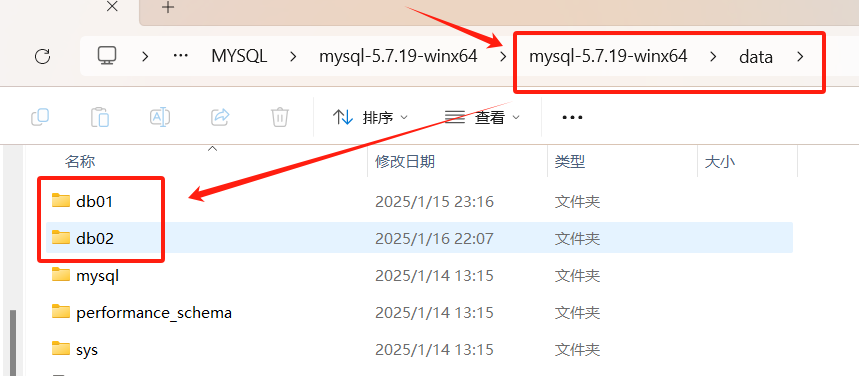 MYSQL mysql-5.7.19-winx64 mysql-5.7.19-winx64 data
排序 查看
名称 修改日期 类型 大小
db01 2025/1/15 23:16 文件夹
db02 2025/1/16 22:07 文件夹
mysql 2025/1/14 13:15 文件夹
performance_schema 2025/1/14 13:15 文件夹
sys 2025/1/14 13:15 文件夹